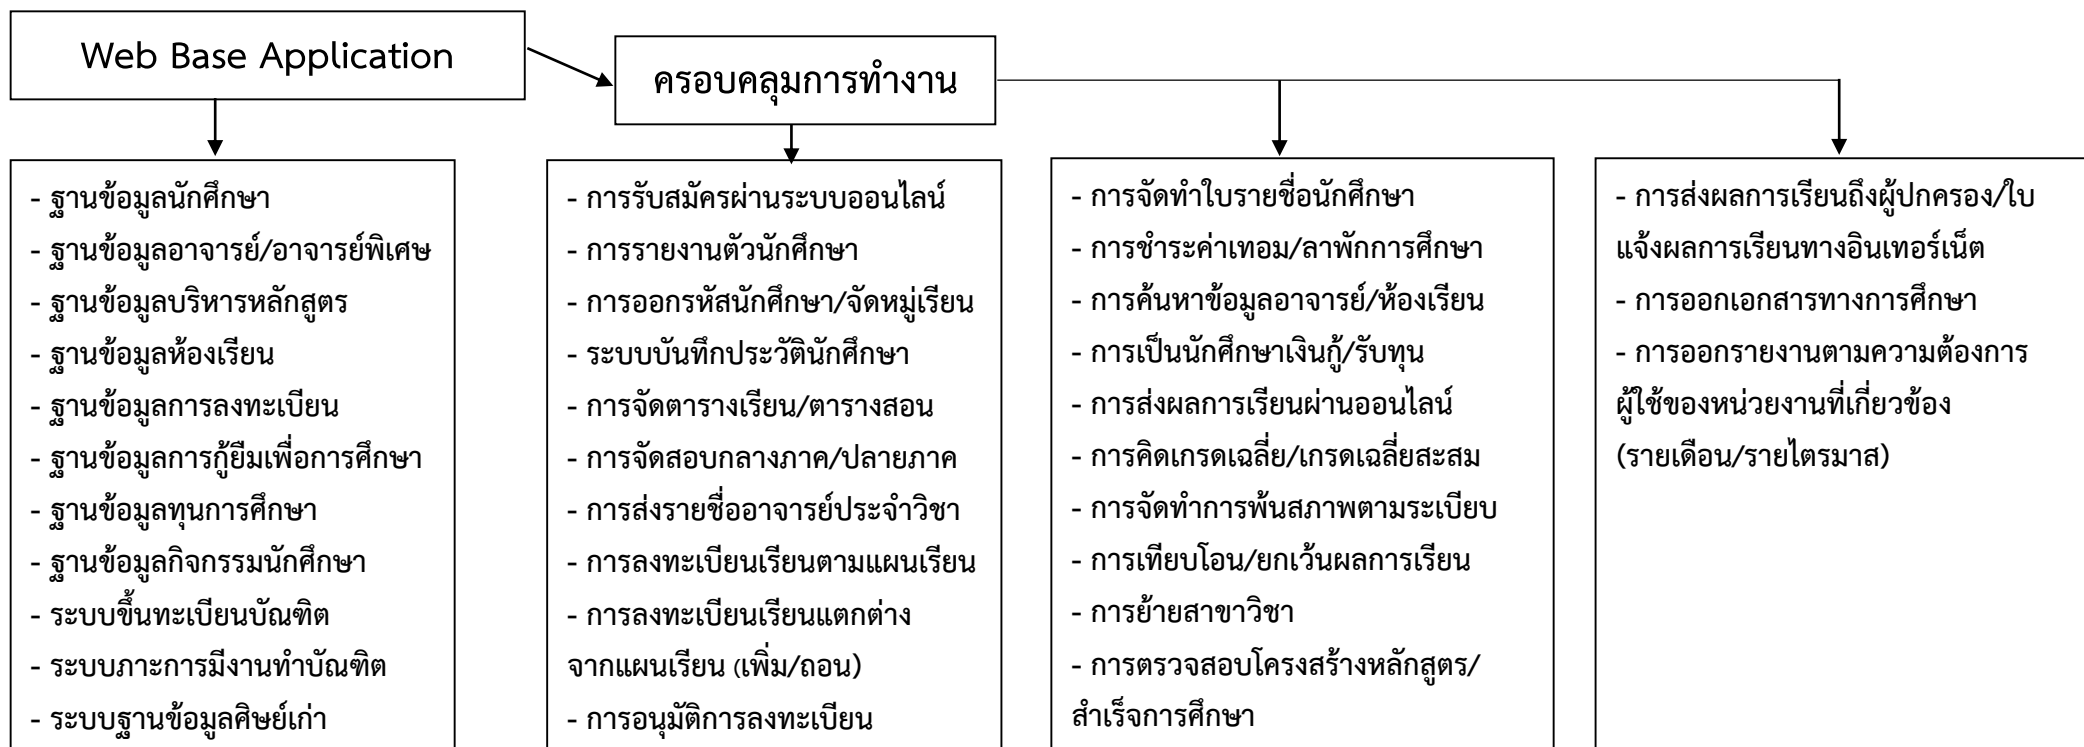 Web Base Application
ครอบคลุมการทำงาน
- ฐานข้อมูลนักศึกษา
- ฐานข้อมูลอาจารย์/อาจารย์พิเศษ
- ฐานข้อมูลบริหารหลักสูตร
- ฐานข้อมูลห้องเรียน
- ฐานข้อมูลการลงทะเบียน
- ฐานข้อมูลการกู้ยืมเพื่อการศึกษา
- ฐานข้อมูลทุนการศึกษา
- ฐานข้อมูลกิจกรรมนักศึกษา
- ระบบขึ้นทะเบียนบัณฑิต
- ระบบภาะการมีงานทำบัณฑิต
- ระบบฐานข้อมูลศิษย์เก่า
- การรับสมัครผ่านระบบออนไลน์
- การรายงานตัวนักศึกษา
- การออกรหัสนักศึกษา/จัดหมู่เรียน
- ระบบบันทึกประวัตินักศึกษา
- การจัดตารางเรียน/ตารางสอน
- การจัดสอบกลางภาค/ปลายภาค
- การส่งรายชื่ออาจารย์ประจำวิชา
- การลงทะเบียนเรียนตามแผนเรียน
- การลงทะเบียนเรียนแตกต่าง
จากแผนเรียน (เพิ่ม/ถอน)
- การอนุมัติการลงทะเบียน
- การจัดทำใบรายชื่อนักศึกษา
- การชำระค่าเทอม/ลาพักการศึกษา
- การค้นหาข้อมูลอาจารย์/ห้องเรียน
- การเป็นนักศึกษาเงินกู้/รับทุน
- การส่งผลการเรียนผ่านออนไลน์
- การคิดเกรดเฉลี่ย/เกรดเฉลี่ยสะสม
- การจัดทำการพ้นสภาพตามระเบียบ
- การเทียบโอน/ยกเว้นผลการเรียน
- การย้ายสาขาวิชา
- การตรวจสอบโครงสร้างหลักสูตร/
สำเร็จการศึกษา
- การส่งผลการเรียนถึงผู้ปกครอง/ใบ
แจ้งผลการเรียนทางอินเทอร์เน็ต
- การออกเอกสารทางการศึกษา
- การออกรายงานตามความต้องการ
ผู้ใช้ของหน่วยงานที่เกี่ยวข้อง
(รายเดือน/รายไตรมาส)